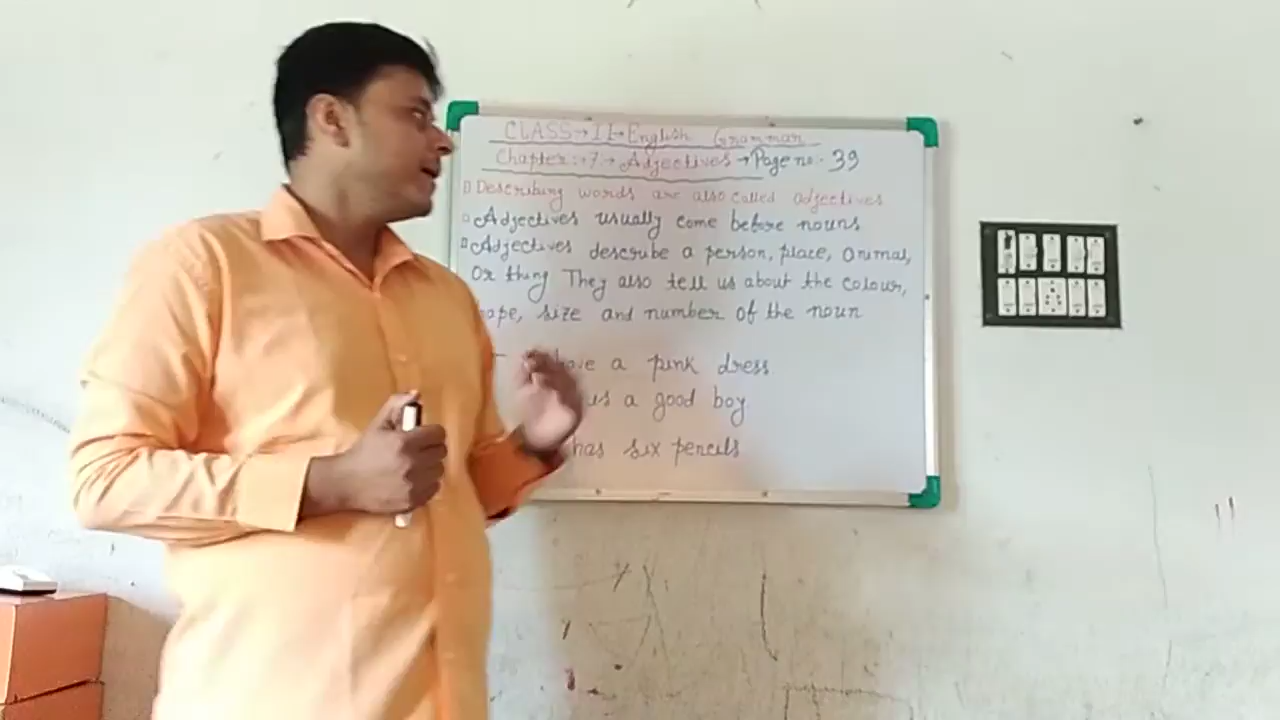 CLASS → II → English Grammar
Chapter :- 7 → Adjectives → Page no :- 39
Describing words are also called adjectives
Adjectives usually come before nouns
Adjectives describe a person, place, animal,
Or thing They also tell us about the colour,
size and number of the noun
have a pink dress
a good boy
has six pencils